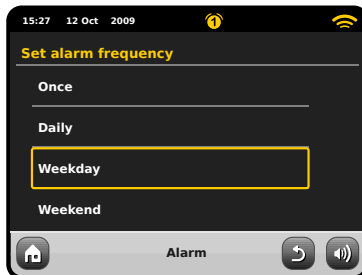 15:27 12 Oct 2009 1
Set alarm frequency
Once
Daily
Weekday
Weekend
Alarm